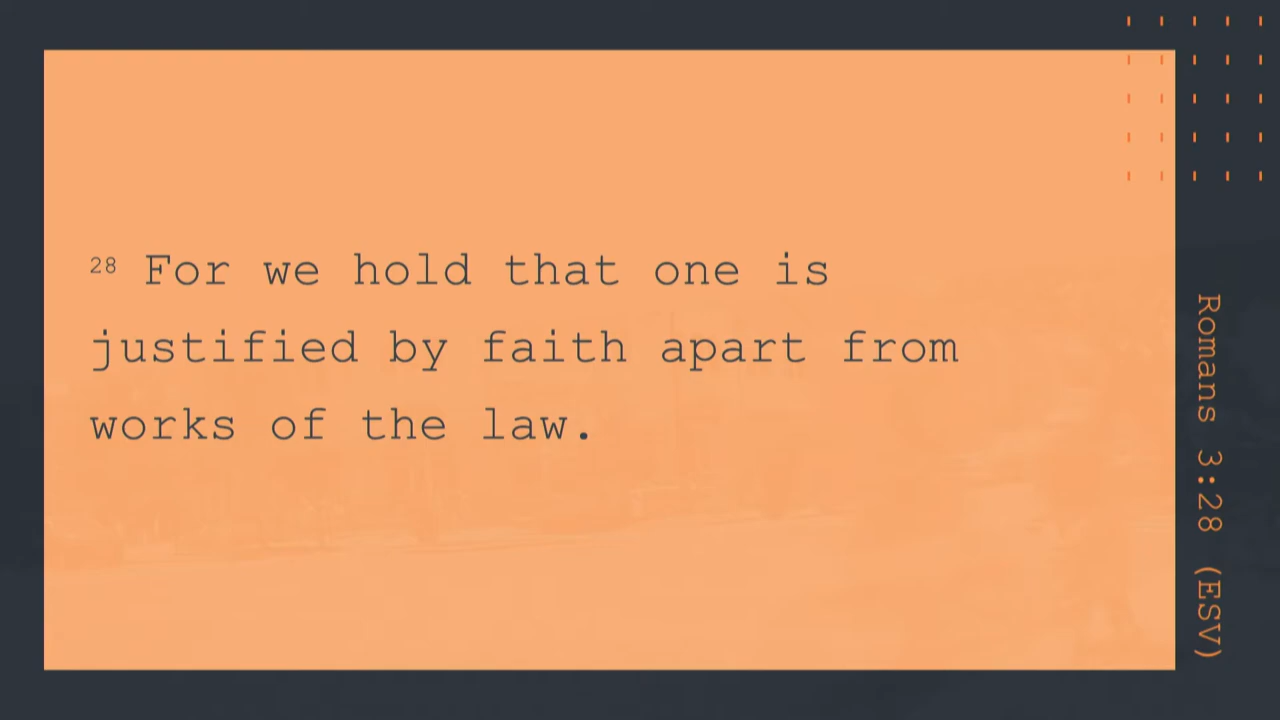 28 For we hold that one is
justified by faith apart from
works of the law.
Romans 3:28 (ESV)